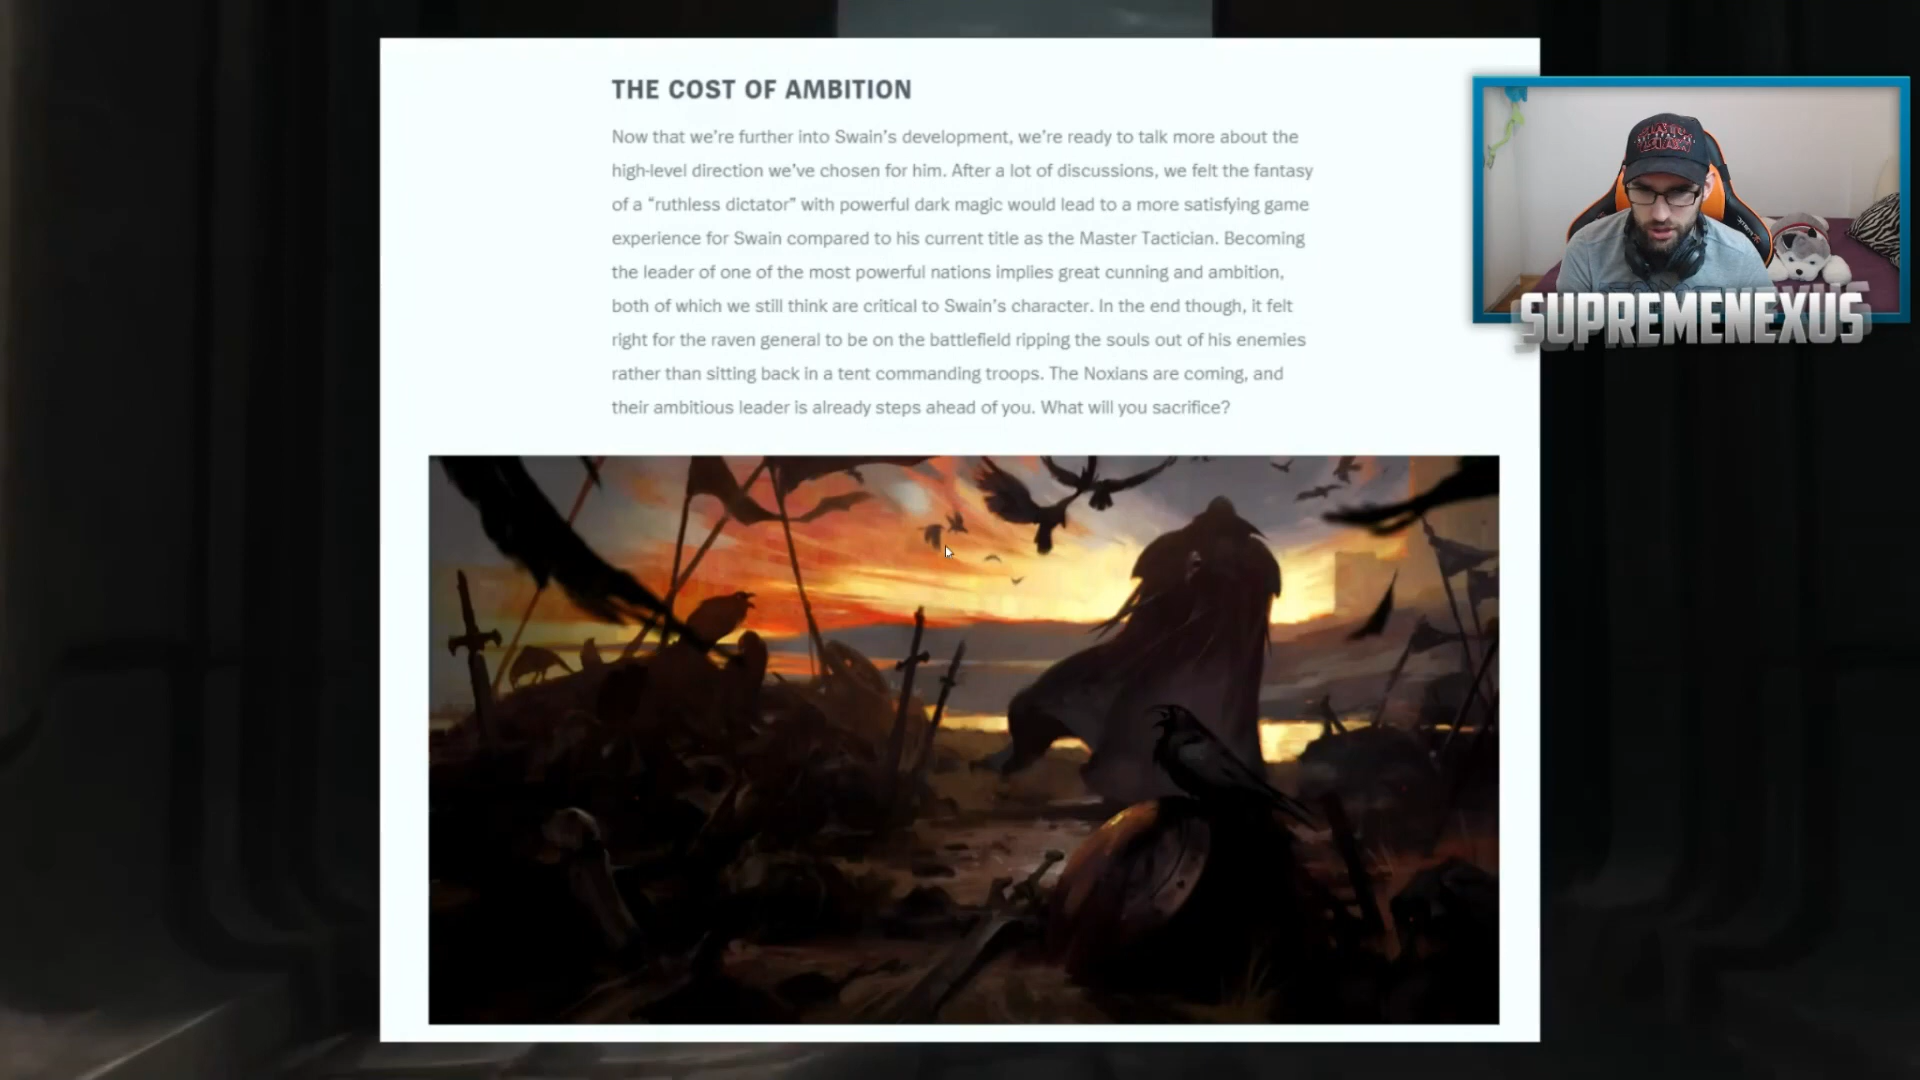 THE COST OF AMBITION
Now that we're further into Swain's development, we're ready to talk more about the
high-level direction we've chosen for him. After a lot of discussions, we felt the fantasy
of a “ruthless dictator” with powerful dark magic would lead to a more satisfying game
experience for Swain compared to his current title as the Master Tactician. Becoming
the leader of one of the most powerful nations implies great cunning and ambition,
both of which we still think are critical to Swain's character. In the end though, it felt
right for the raven general to be on the battlefield ripping the souls out of his enemies
rather than sitting back in a tent commanding troops. The Noxians are coming, and
their ambitious leader is already steps ahead of you. What will you sacrifice?
SUPREMENEXUS